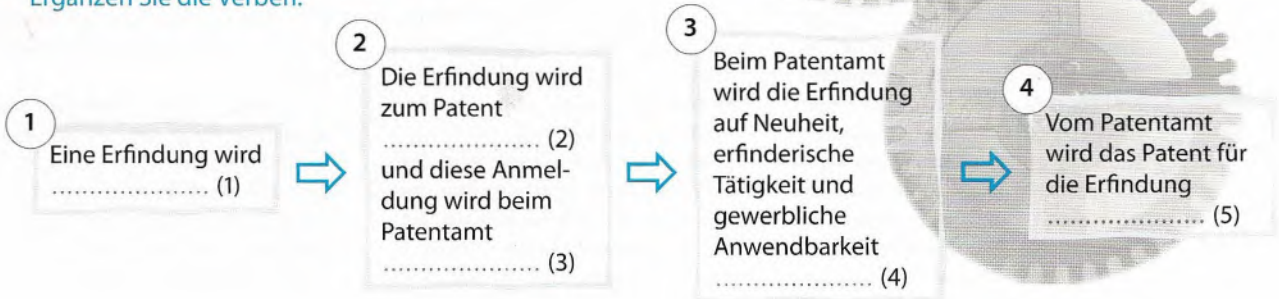 Ergänzen Sie die Verben.
1
Eine Erfindung wird
..................... (1)
2
Die Erfindung wird
zum Patent
..................... (2)
und diese Anmel-
dung wird beim
Patentamt
..................... (3)
3
Beim Patentamt
wird die Erfindung
auf Neuheit,
erfinderische
Tätigkeit und
gewerbliche
Anwendbarkeit
..................... (4)
4
Vom Patentamt
wird das Patent für
die Erfindung
..................... (5)